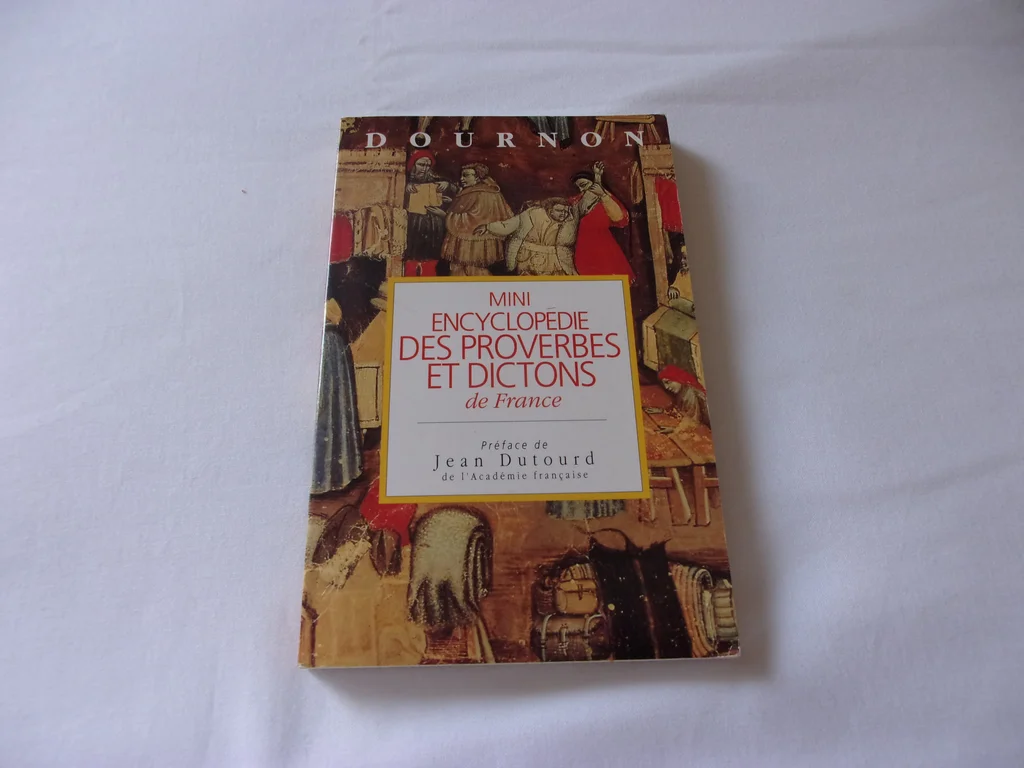 DOURNON
MINI
ENCYCLOPÉDIE
DES PROVERBES
ET DICTONS
de France
Préface de
Jean Dutourd
de l'Académie française